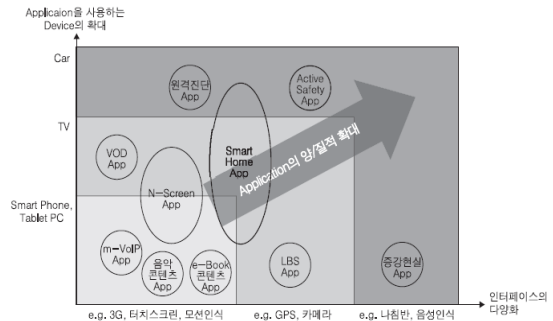 Applicaion을 사용하는
Device의 확대
Car
원격진단
App
Active
Safety
App
TV
VOD
App
Smart
Home
App
Application의 양/질적 확대
N-Screen
App
Smart Phone,
Tablet PC
m-VoIP
App
음악
콘텐츠
App
e-Book
콘텐츠
App
LBS
App
증강현실
App
인터페이스의
다양화
e.g. 3G, 터치스크린, 모션인식
e.g. GPS, 카메라
e.g. 나침반, 음성인식